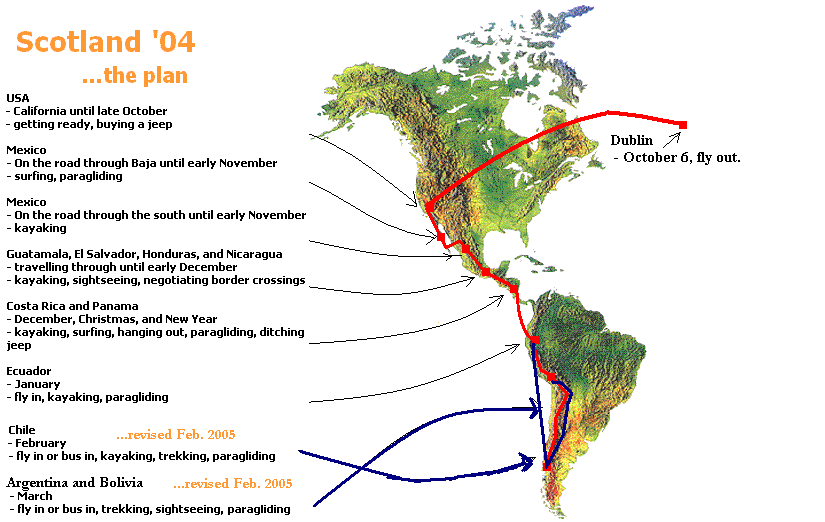 Scotland '04
...the plan
USA
- California until late October
- getting ready, buying a jeep
Mexico
- On the road through Baja until early November
- surfing, paragliding
Mexico
- On the road through the south until early November
- kayaking
Guatamala, El Salvador, Honduras, and Nicaragua
- travelling through until early December
- kayaking, sightseeing, negotiating border crossings
Costa Rica and Panama
- December, Christmas, and New Year
- kayaking, surfing, hanging out, paragliding, ditching
jeep
Ecuador
- January
- fly in, kayaking, paragliding
Chile ...revised Feb. 2005
- February
- fly in or bus in, kayaking, trekking, paragliding
Argentina and Bolivia ...revised Feb. 2005
- March
- fly in or bus in, trekking, sightseeing, paragliding
Dublin
- October 6, fly out.